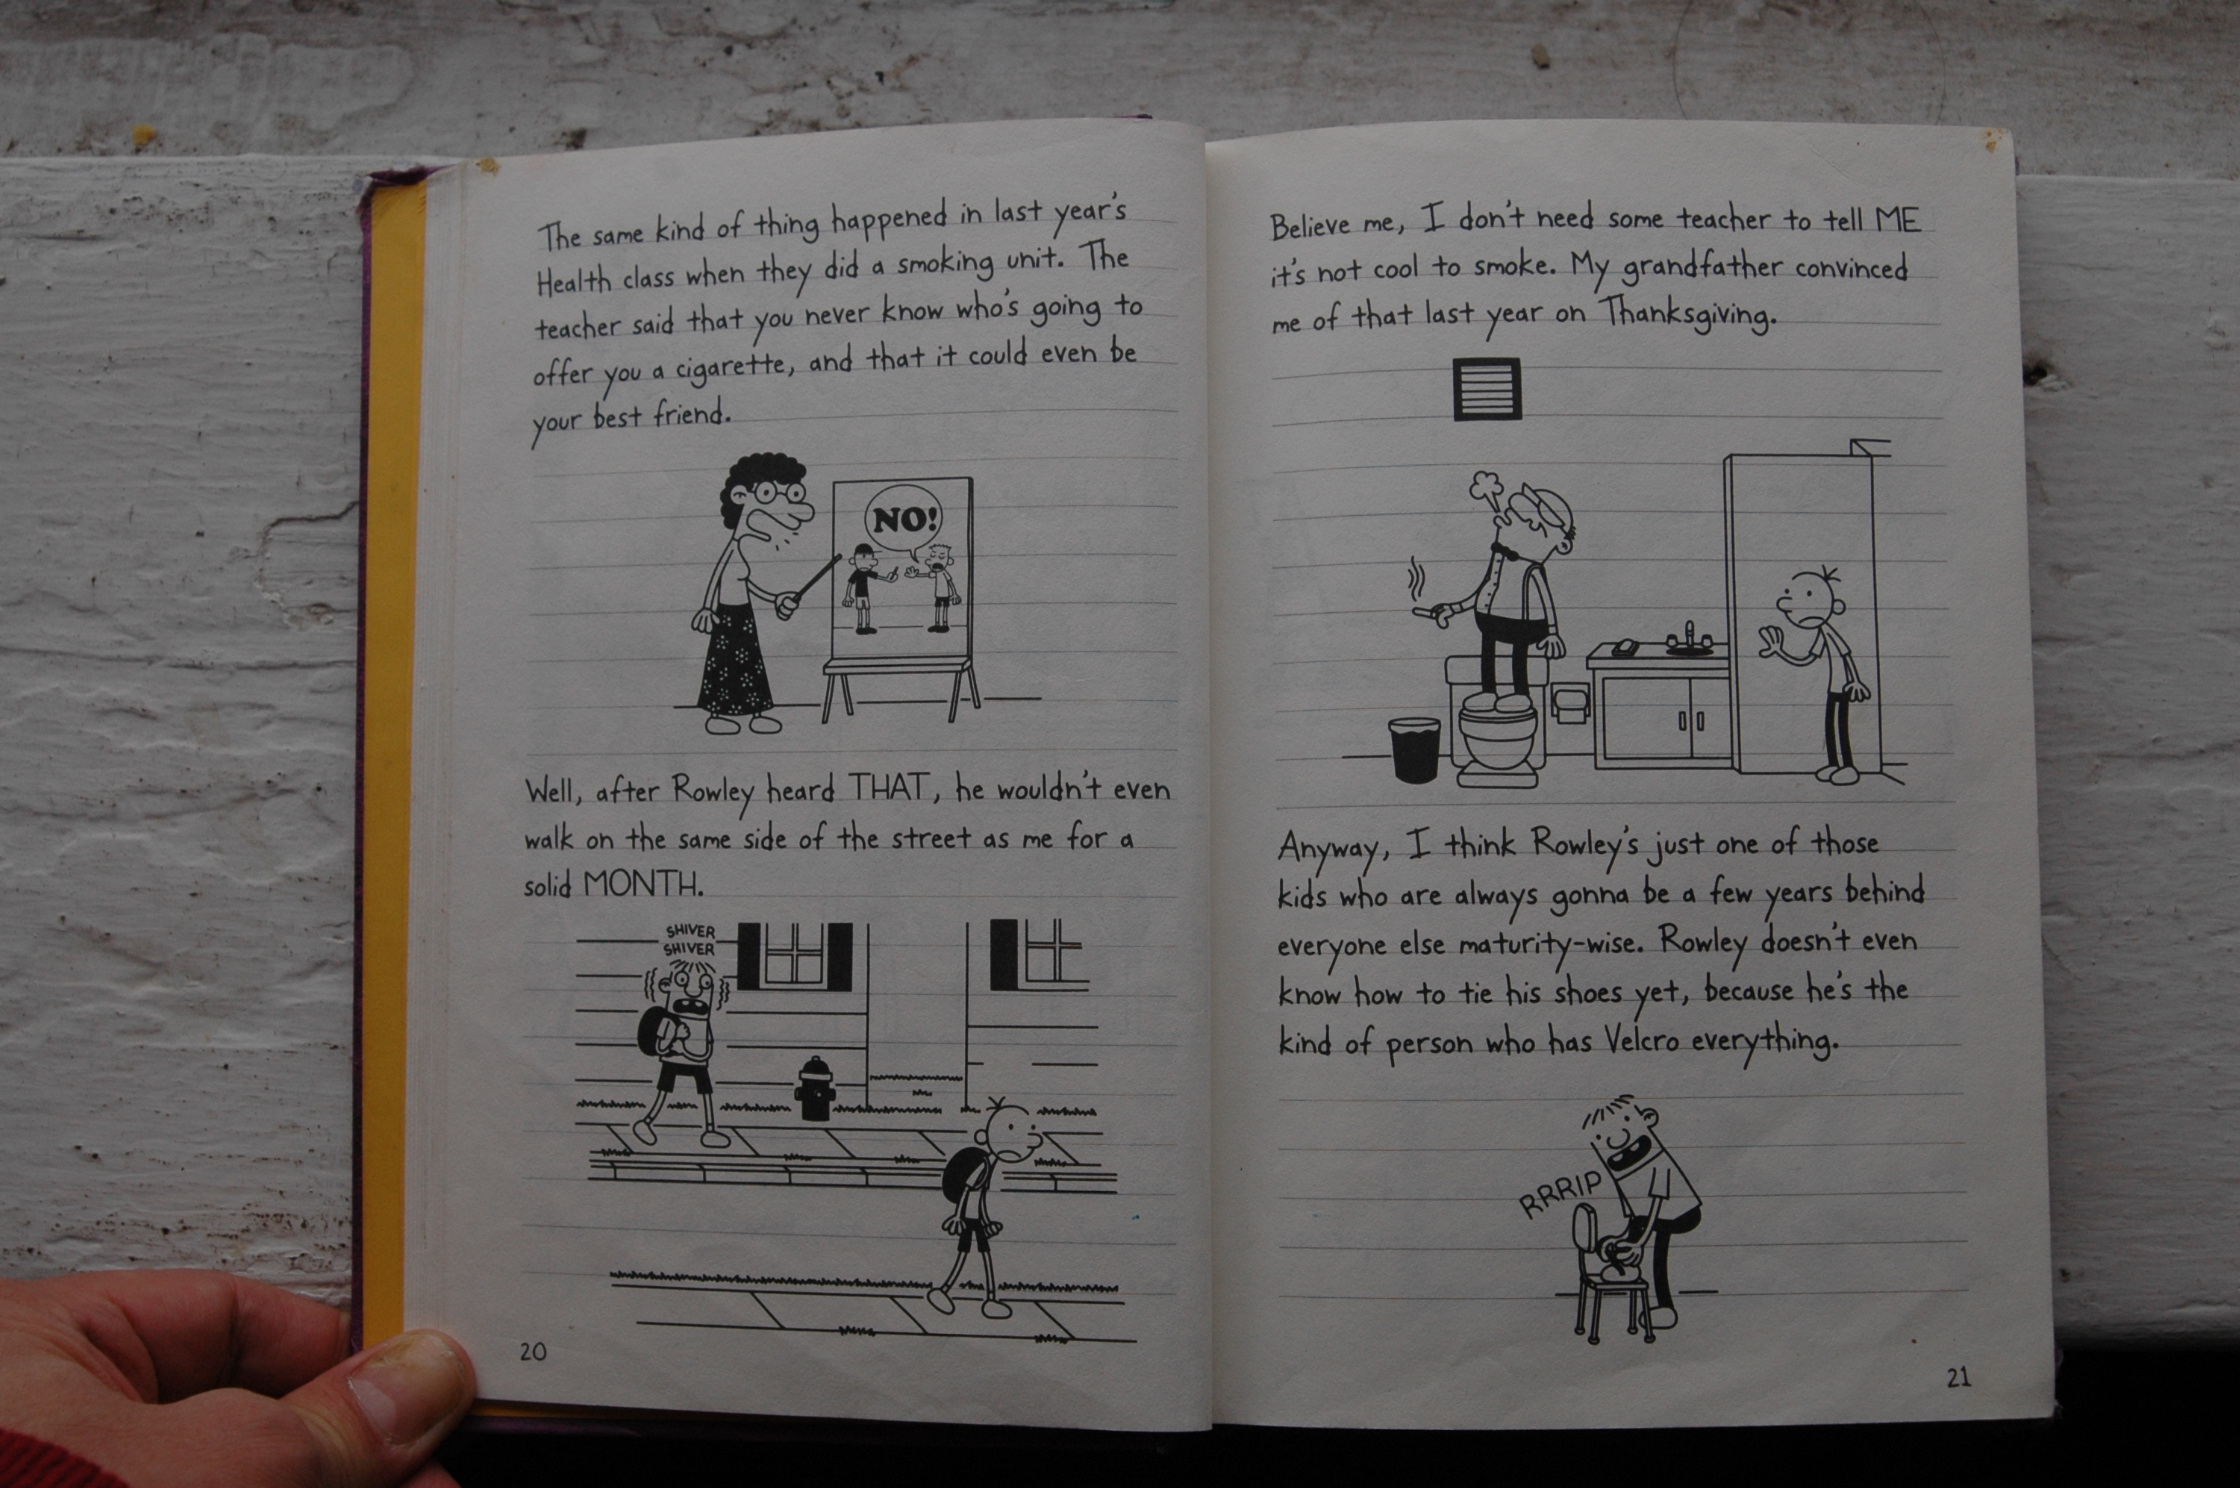 The same kind of thing happened in last year's
Health class when they did a smoking unit. The
teacher said that you never know who's going to
offer you a cigarette, and that it could even be
your best friend.
NO!
Well, after Rowley heard THAT, he wouldn't even
walk on the same side of the street as me for a
solid MONTH.
SHIVER
SHIVER
20
Believe me, I don't need some teacher to tell ME
it's not cool to smoke. My grandfather convinced
me of that last year on Thanksgiving.
Anyway, I think Rowley's just one of those
kids who are always gonna be a few years behind
everyone else maturity-wise. Rowley doesn't even
know how to tie his shoes yet, because he's the
kind of person who has Velcro everything.
RRRIP
21